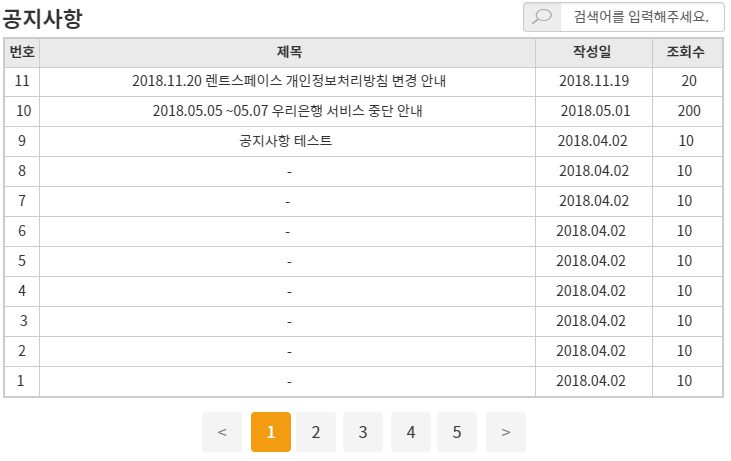 공지사항
검색어를 입력해주세요.
번호 제목 작성일 조회수
11 2018.11.20 렌트스페이스 개인정보처리방침 변경 안내 2018.11.19 20
10 2018.05.05 ~05.07 우리은행 서비스 중단 안내 2018.05.01 200
9 공지사항 테스트 2018.04.02 10
8 - 2018.04.02 10
7 - 2018.04.02 10
6 - 2018.04.02 10
5 - 2018.04.02 10
4 - 2018.04.02 10
3 - 2018.04.02 10
2 - 2018.04.02 10
1 - 2018.04.02 10
< 1 2 3 4 5 >